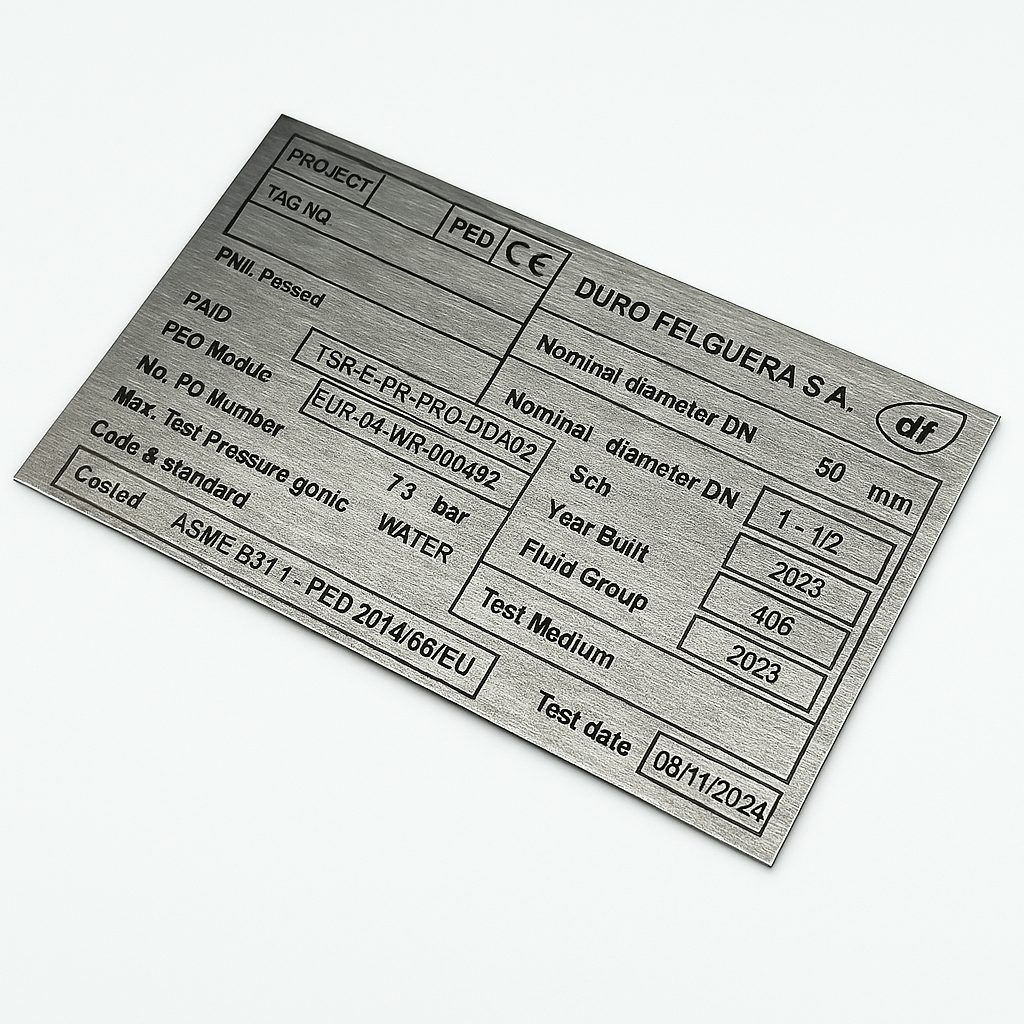 PROJECT
TAG NQ
PED CE
PNII. Pessed
PAID
PEO Module TSR-E-PR-PRO-DDA02
No. PO Mumber EUR-04-WR-000492
Max. Test Pressure gonic 73 bar
Code & standard WATER
Cosled ASME B31 1 - PED 2014/66/EU
DURO FELGUERA S A.
df
Nominal diameter DN 50 mm
Nominal diameter DN 1 - 1/2
Sch 2023
Year Built 406
Fluid Group 2023
Test Medium
Test date 08/11/2024